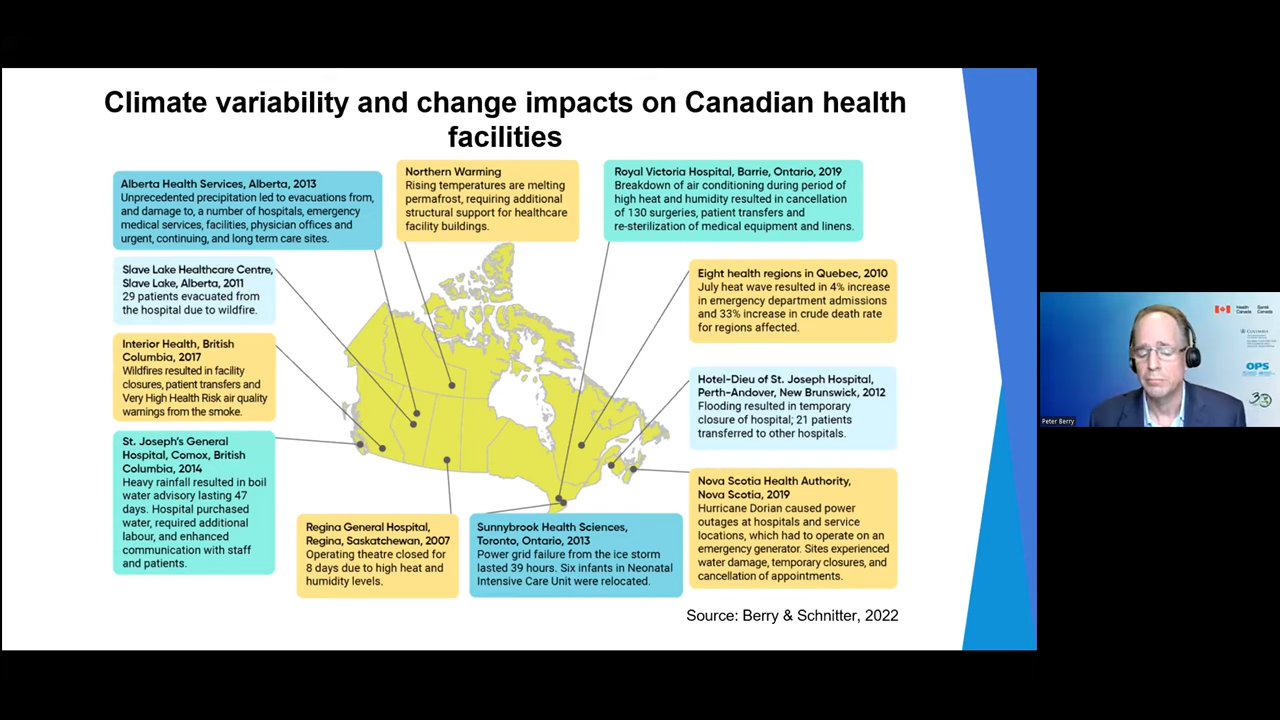 Climate variability and change impacts on Canadian health
facilities
Alberta Health Services, Alberta, 2013
Unprecedented precipitation led to evacuations from,
and damage to, a number of hospitals, emergency
medical services, facilities, physician offices and
urgent, continuing, and long term care sites.
Northern Warming
Rising temperatures are melting
permafrost, requiring additional
structural support for healthcare
facility buildings.
Royal Victoria Hospital, Barrie, Ontario, 2019
Breakdown of air conditioning during period of
high heat and humidity resulted in cancellation
of 130 surgeries, patient transfers and
re-sterilization of medical equipment and linens.
Slave Lake Healthcare Centre,
Slave Lake, Alberta, 2011
29 patients evacuated from
the hospital due to wildfire.
Eight health regions in Quebec, 2010
July heat wave resulted in 4% increase
in emergency department admissions
and 33% increase in crude death rate
for regions affected.
Interior Health, British
Columbia, 2017
Wildfires resulted in facility
closures, patient transfers and
Very High Health Risk air quality
warnings from the smoke.
Hotel-Dieu of St. Joseph Hospital,
Perth-Andover, New Brunswick, 2012
Flooding resulted in temporary
closure of hospital; 21 patients
transferred to other hospitals.
St. Joseph's General
Hospital, Comox, British
Columbia, 2014
Heavy rainfall resulted in boil
water advisory lasting 47
days. Hospital purchased
water, required additional
labour, and enhanced
communication with staff
and patients.
Regina General Hospital,
Regina, Saskatchewan, 2007
Operating theatre closed for
8 days due to high heat and
humidity levels.
Sunnybrook Health Sciences,
Toronto, Ontario, 2013
Power grid failure from the ice storm
lasted 39 hours. Six infants in Neonatal
Intensive Care Unit were relocated.
Nova Scotia Health Authority,
Nova Scotia, 2019
Hurricane Dorian caused power
outages at hospitals and service
locations, which had to operate on an
emergency generator. Sites experienced
water damage, temporary closures, and
cancellation of appointments.
Source: Berry & Schnitter, 2022
Health Santé
Canada Canada
COLUMBIA
OPS
Peter Berry